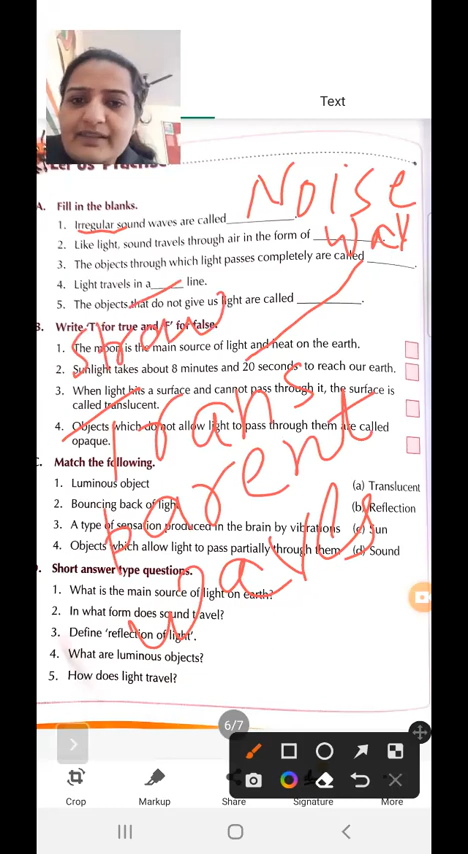 Text
A. Fill in the blanks.
1. Irregular sound waves are called__________.
Noise
2. Like light, sound travels through air in the form of __________.
3. The objects through which light passes completely are called __________.
4. Light travels in a______ line.
5. The objects that do not give us light are called __________.
B. Write 'T' for true and 'F' for false.
1. The moon is the main source of light and heat on the earth.
2. Sunlight takes about 8 minutes and 20 seconds to reach our earth.
3. When light hits a surface and cannot pass through it, the surface is
called translucent.
4. Objects which do not allow light to pass through them are called
opaque.
Trans
parent
waves
C. Match the following.
1. Luminous object (a) Translucent
2. Bouncing back of light (b) Reflection
3. A type of sensation produced in the brain by vibrations (c) Sun
4. Objects which allow light to pass partially through them (d) Sound
Short answer type questions.
1. What is the main source of light on earth?
2. In what form does sound travel?
3. Define 'reflection of light'.
4. What are luminous objects?
5. How does light travel?
6/7
Crop Markup Share Signature More